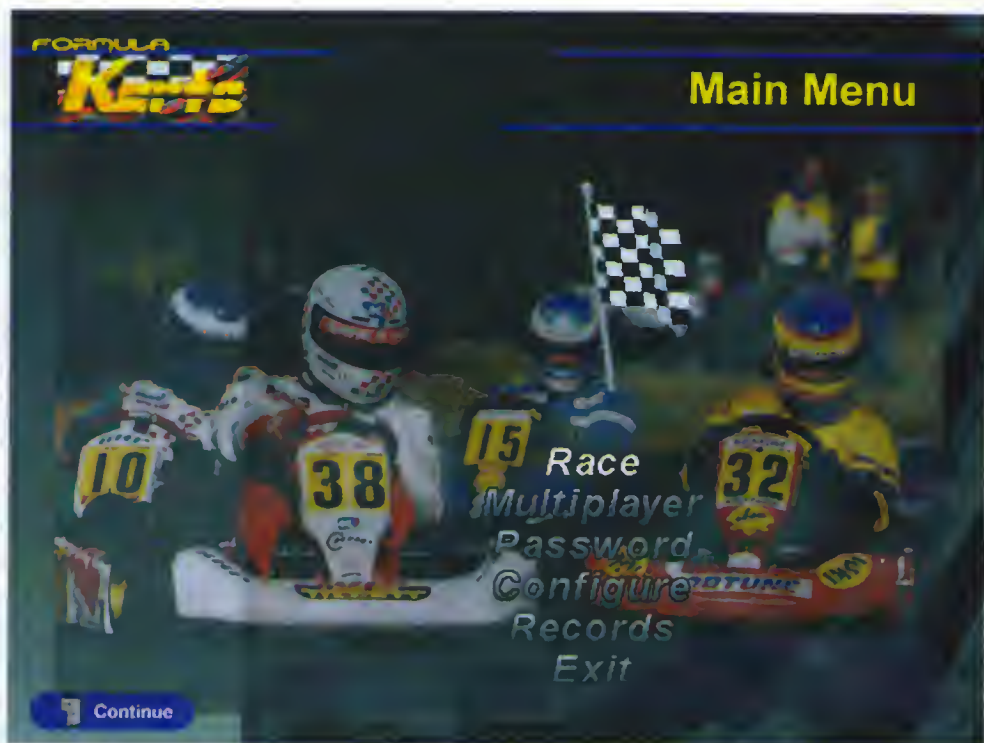 FORMULA
Karts
Main Menu
10
38
15
32
Race
Multiplayer
Password
Configure
Records
Exit
Continue